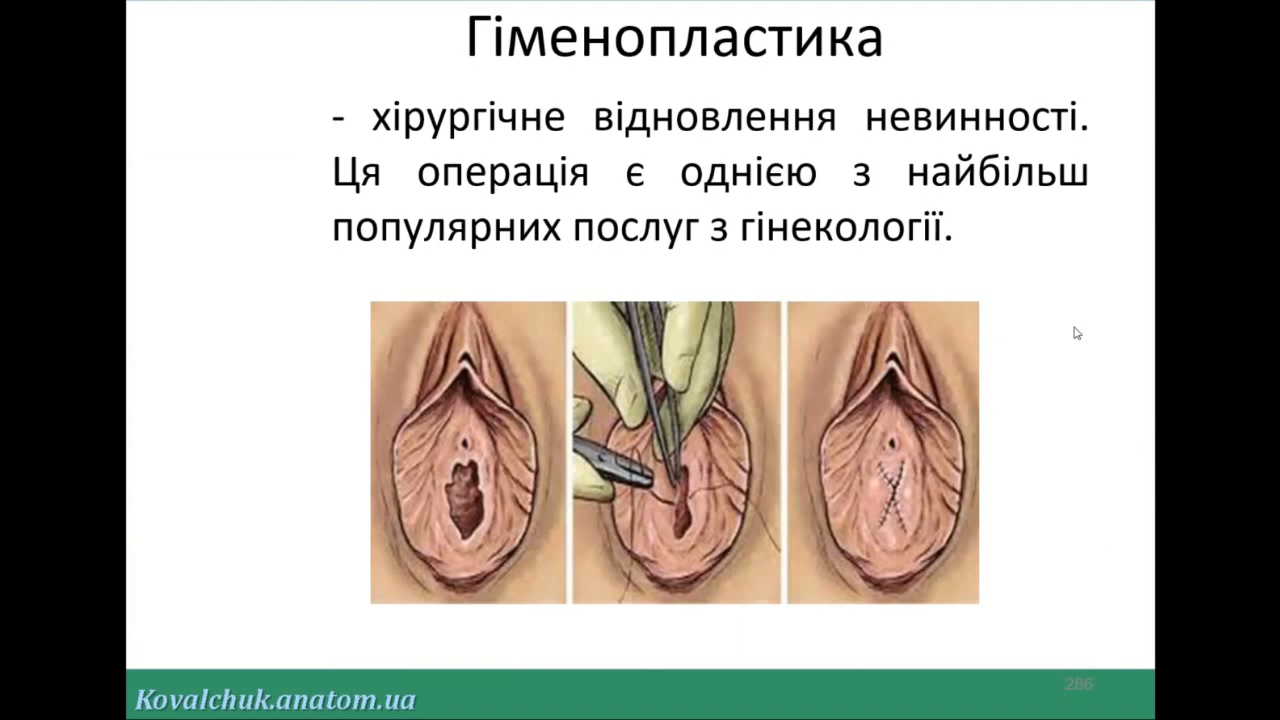 Гіменопластика
- хірургічне відновлення невинності.
Ця операція є однією з найбільш
популярних послуг з гінекології.
Kovalchuk.anatom.ua
286